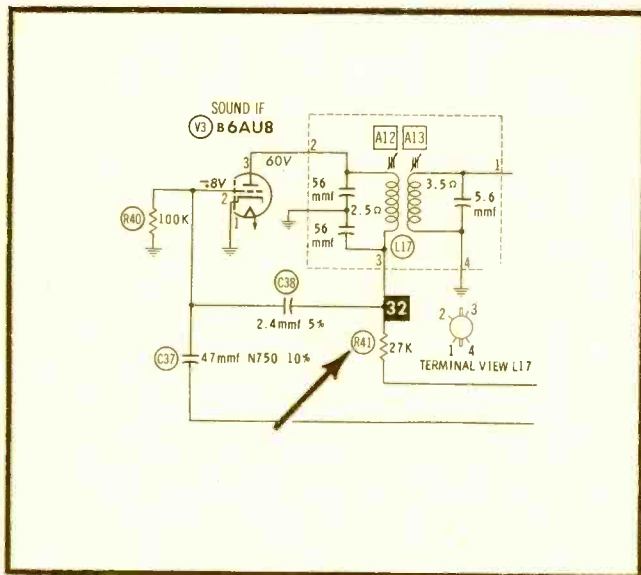 SOUND IF
V3 B 6AU8
A12 A13
2
1
3
60V
-.8V
2
1
56
mmf
2.5Ω
3.5Ω
5.6
mmf
R40
100K
56
mmf
L17
3
4
C38
32
2.4mmf 5%
2 3
1 4
R41
27K
TERMINAL VIEW L17
C37
47mmf N750 10%